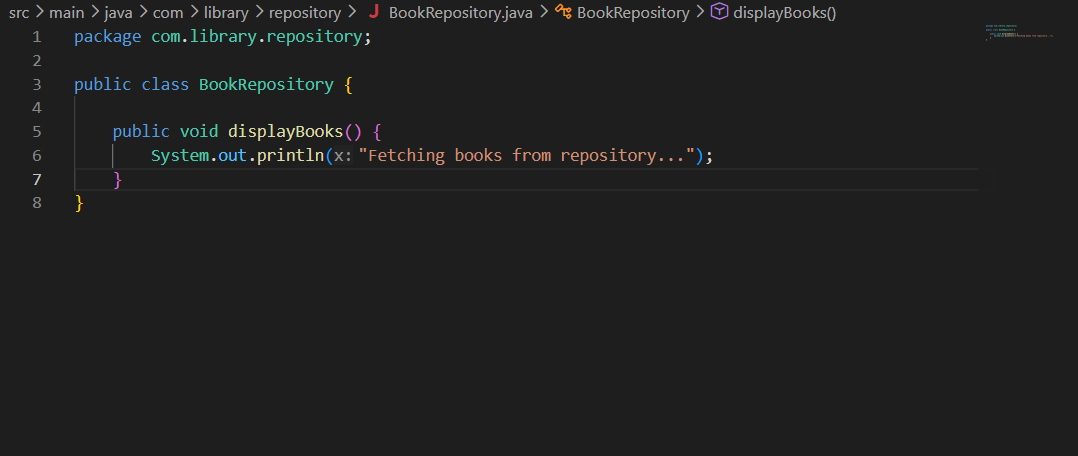 src > main > java > com > library > repository > J BookRepository.java > BookRepository > displayBooks()
1 package com.library.repository;
2
3 public class BookRepository {
4
5     public void displayBooks() {
6         System.out.println(x: "Fetching books from repository...");
7     }
8 }